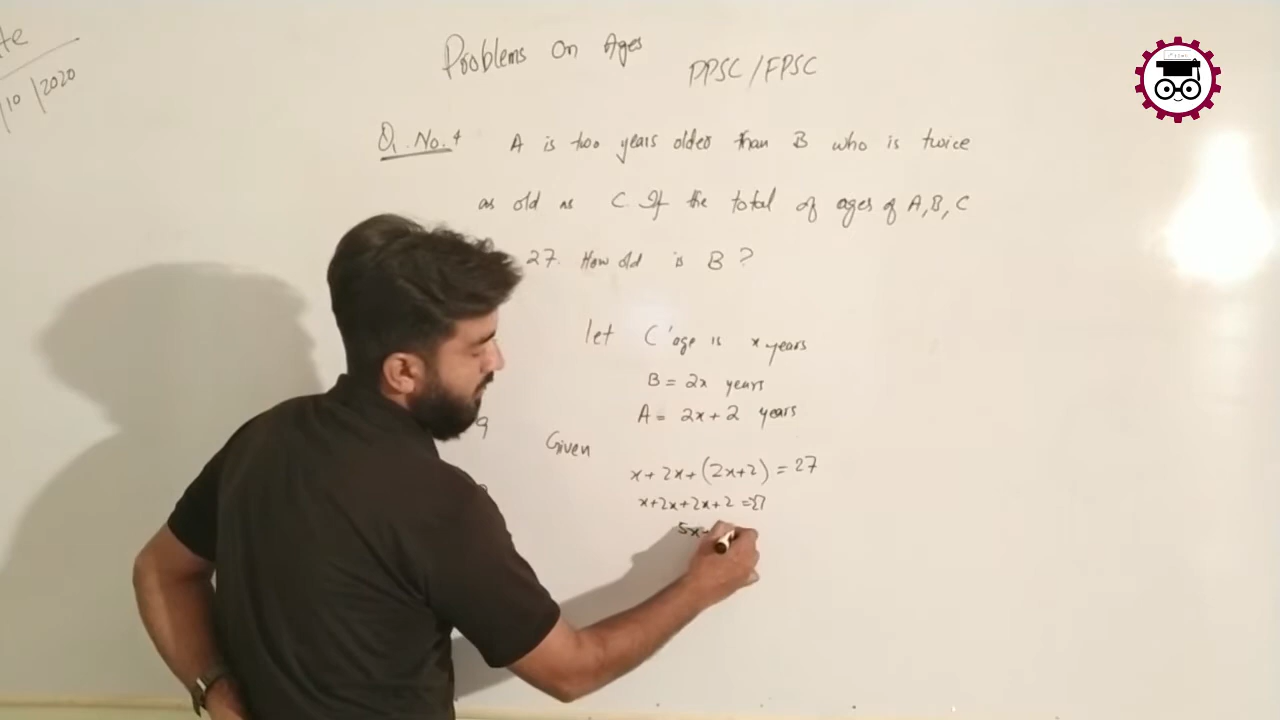 /10/2020
Problems On Ages
PPSC/FPSC
Q.No.4 A is two years older than B who is twice
as old as C. If the total of ages of A,B,C
27. How old is B?
let C'age is x years
B = 2x years
A = 2x+2 years
9
Given
x+2x+(2x+2) = 27
x+2x+2x+2 = 27
5x